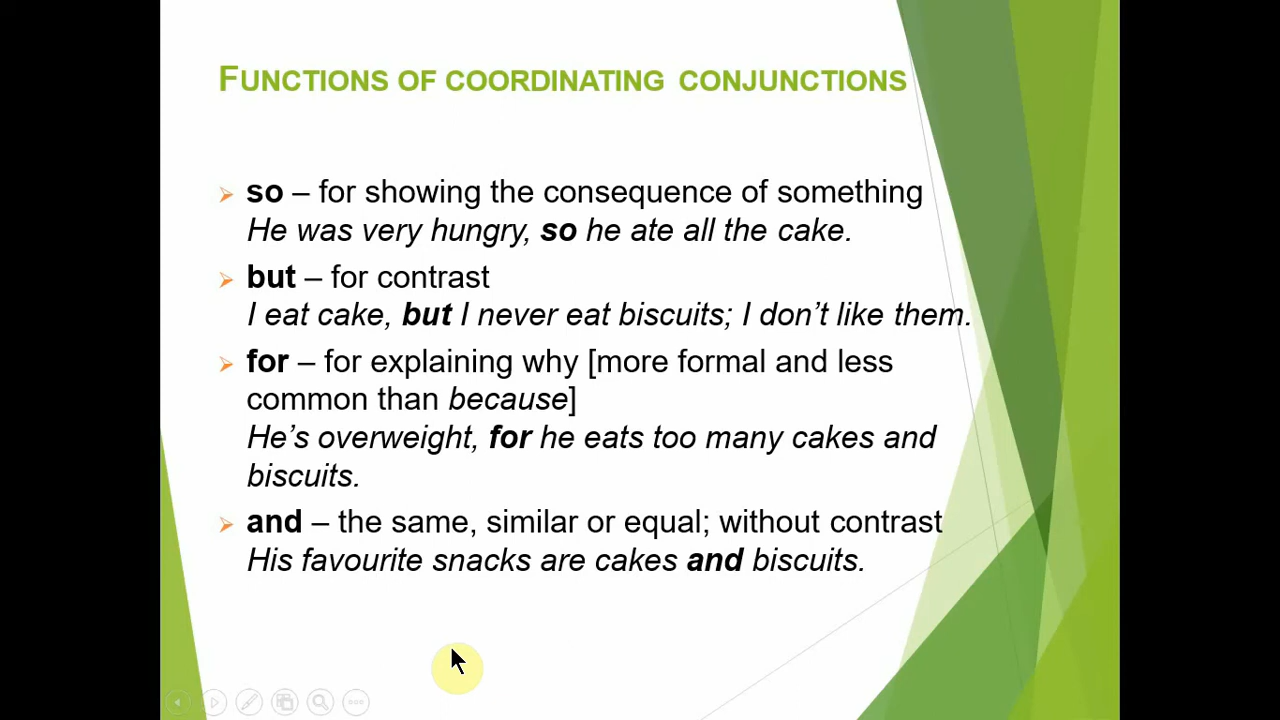 FUNCTIONS OF COORDINATING CONJUNCTIONS
so – for showing the consequence of something
He was very hungry, so he ate all the cake.
but – for contrast
I eat cake, but I never eat biscuits; I don’t like them.
for – for explaining why [more formal and less
common than because]
He’s overweight, for he eats too many cakes and
biscuits.
and – the same, similar or equal; without contrast
His favourite snacks are cakes and biscuits.